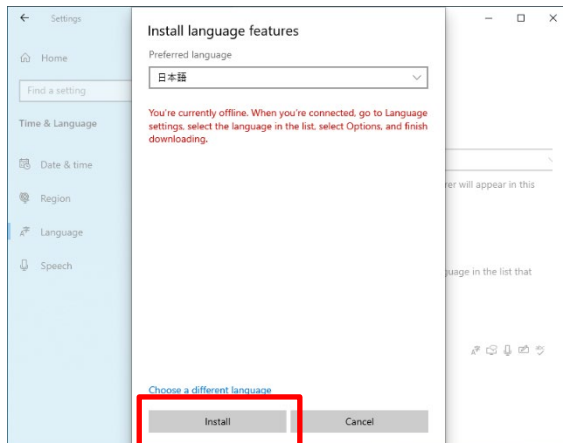 Settings
Install language features
Preferred language
日本語
Home
Find a setting
You're currently offline. When you're connected, go to Language
settings, select the language in the list, select Options, and finish
downloading.
Time & Language
Date & time
rer will appear in this
Region
Language
Speech
guage in the list that
Choose a different language
Install
Cancel